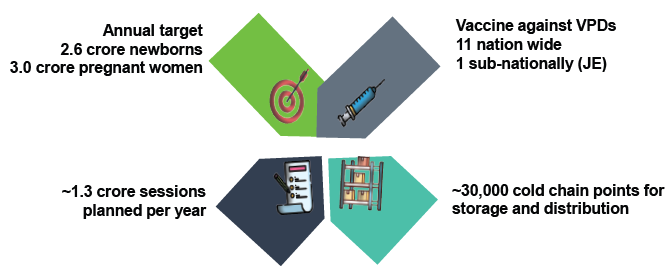 Annual target
2.6 crore newborns
3.0 crore pregnant women
Vaccine against VPDs
11 nation wide
1 sub-nationally (JE)
~1.3 crore sessions
planned per year
~30,000 cold chain points for
storage and distribution